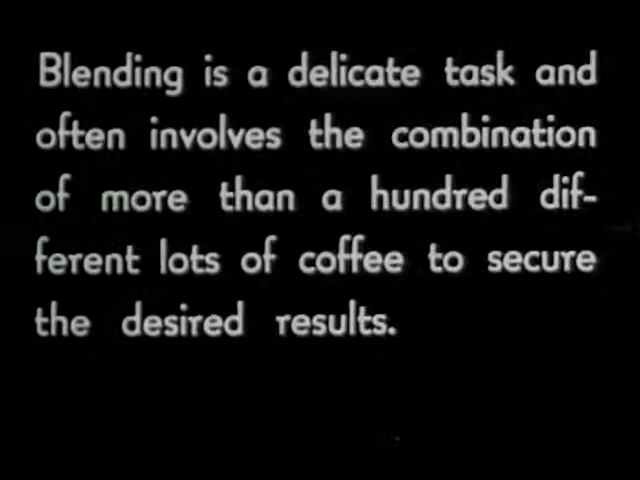 Blending is a delicate task and
often involves the combination
of more than a hundred dif-
ferent lots of coffee to secure
the desired results.